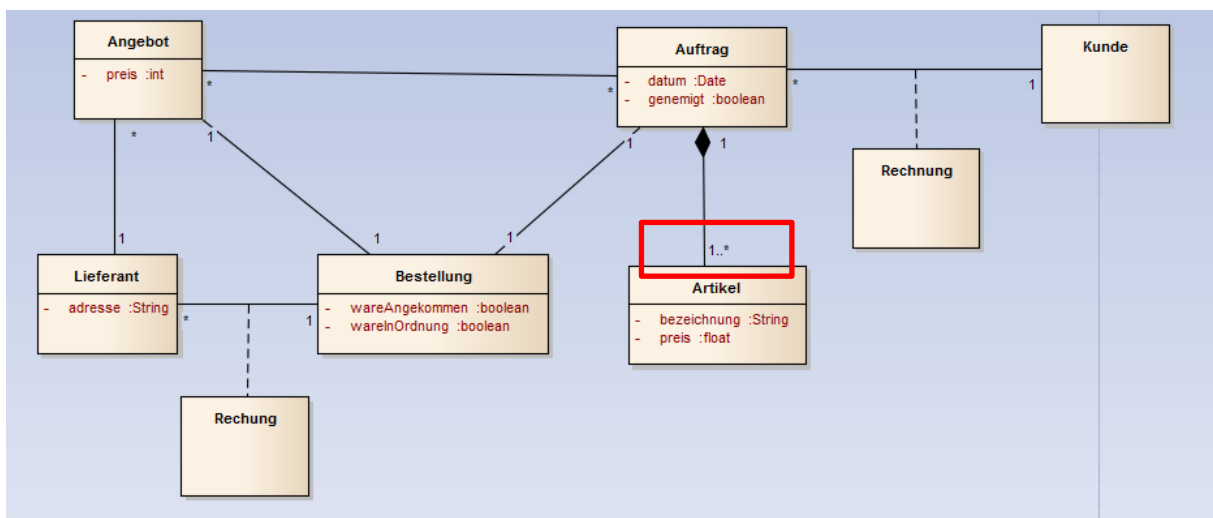 Angebot
- preis :int
Auftrag
- datum :Date
- genemigt :boolean
Kunde
*
*
*
1
*
1
1
1
Rechnung
1
1
1
1..*
Lieferant
- adresse :String
Bestellung
- wareAngekommen :boolean
- wareInOrdnung :boolean
Artikel
- bezeichnung :String
- preis :float
*
1
Rechung